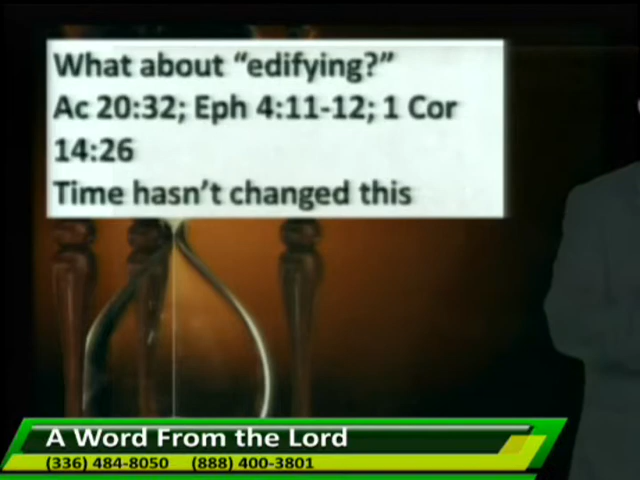 What about “edifying?”
Ac 20:32; Eph 4:11-12; 1 Cor
14:26
Time hasn’t changed this
A Word From the Lord
(336) 484-8050 (888) 400-3801